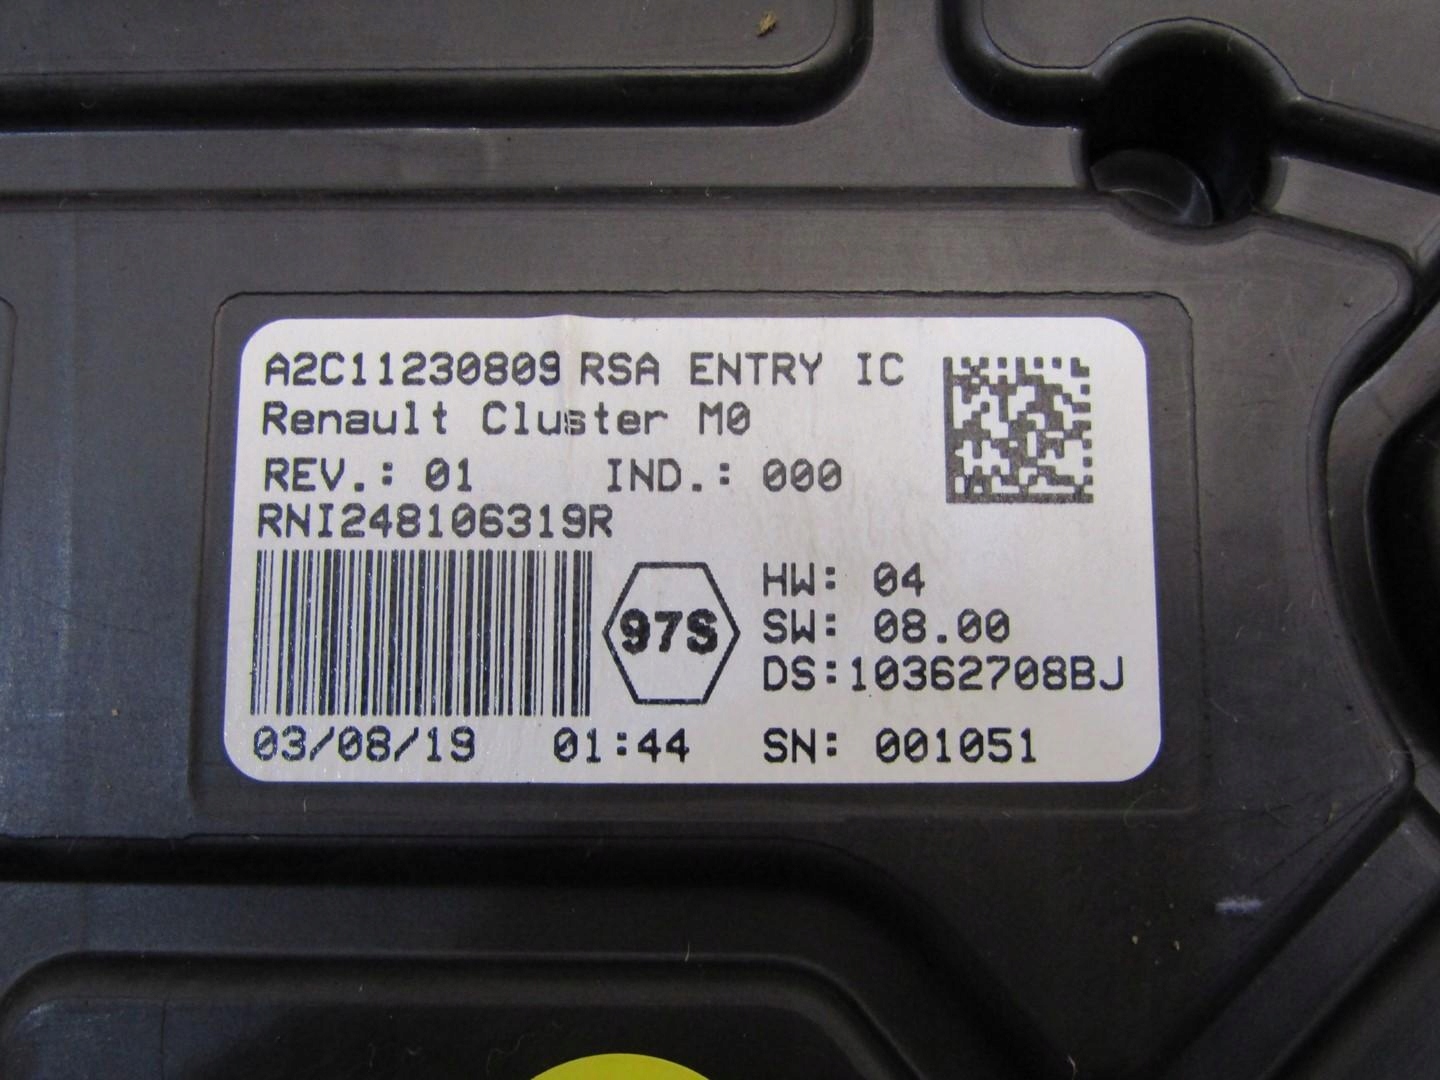 A2C11230809 RSA ENTRY IC
Renault Cluster M0
REV.: 01 IND.: 000
RNI248106319R
97S
HW: 04
SW: 08.00
DS:10362708BJ
03/08/19 01:44 SN: 001051